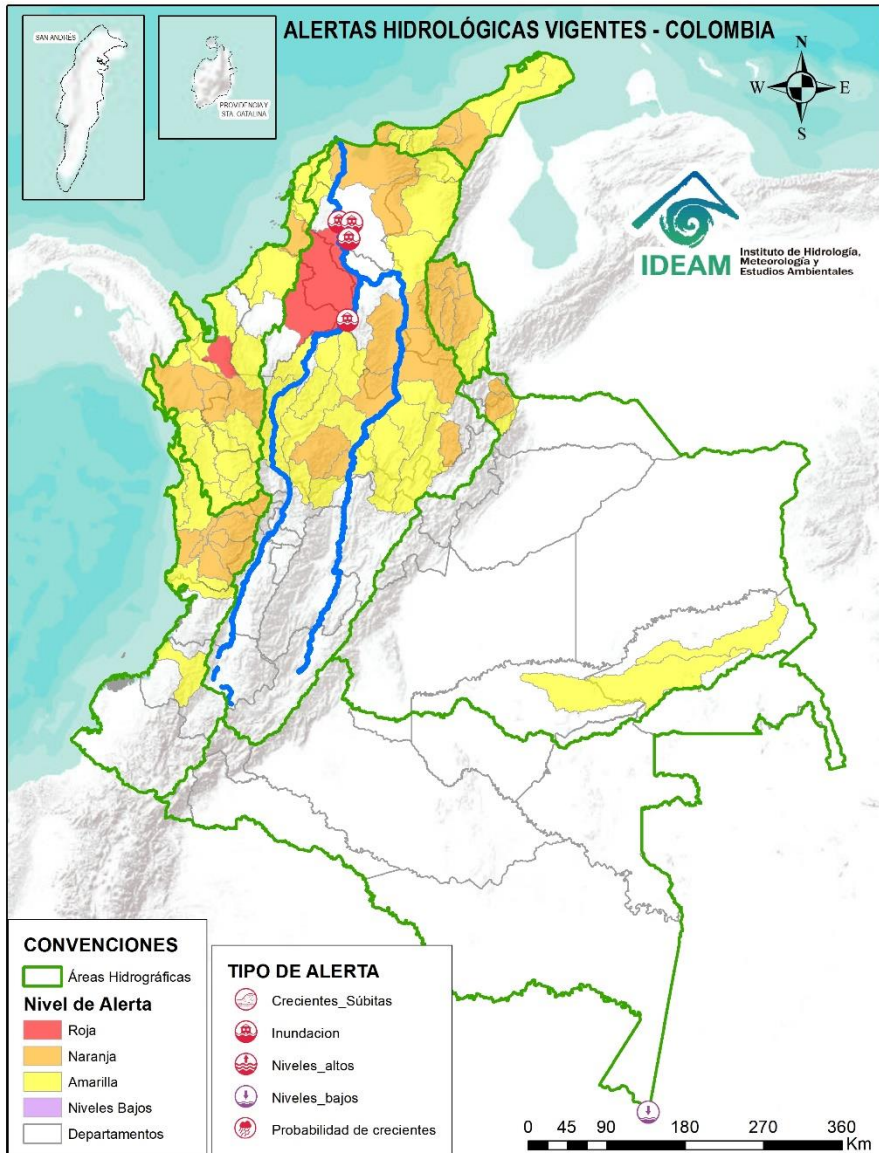 ALERTAS HIDROLÓGICAS VIGENTES - COLOMBIA
SAN ANDRÉS
PROVIDENCIA Y
STA. CATALINA
N
W
E
S
IDEAM
Instituto de Hidrología,
Meteorología y
Estudios Ambientales
CONVENCIONES
Áreas Hidrográficas
Nivel de Alerta
Roja
Naranja
Amarilla
Niveles Bajos
Departamentos
TIPO DE ALERTA
Crecientes_Súbitas
Inundacion
Niveles_altos
Niveles_bajos
Probabilidad de crecientes
0 45 90 180 270 360
Km